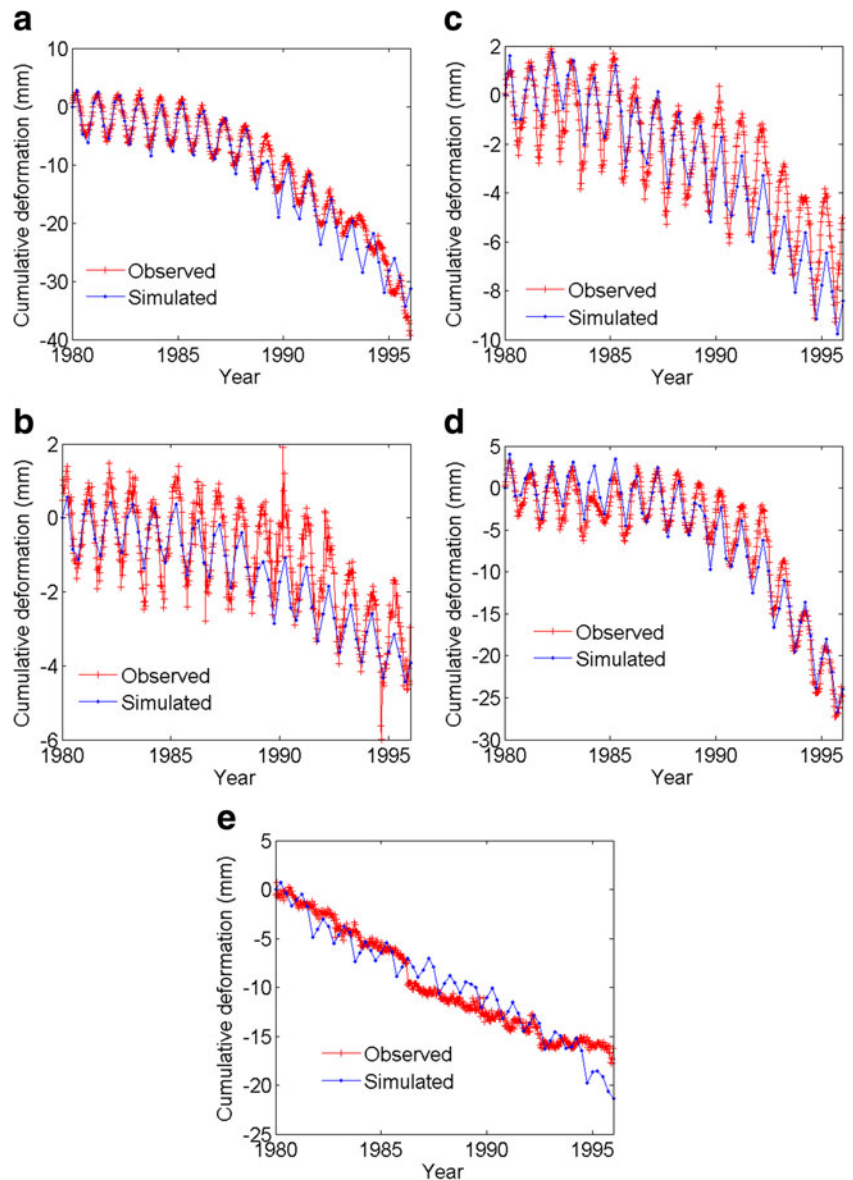 a
10
0
-10
-20
-30
-40
1980 1985 1990 1995
Cumulative deformation (mm)
Year
Observed
Simulated
c
2
0
-2
-4
-6
-8
-10
1980 1985 1990 1995
Cumulative deformation (mm)
Year
Observed
Simulated
b
2
0
-2
-4
-6
1980 1985 1990 1995
Cumulative deformation (mm)
Year
Observed
Simulated
d
5
0
-5
-10
-15
-20
-25
-30
1980 1985 1990 1995
Cumulative deformation (mm)
Year
Observed
Simulated
e
5
0
-5
-10
-15
-20
-25
1980 1985 1990 1995
Cumulative deformation (mm)
Year
Observed
Simulated